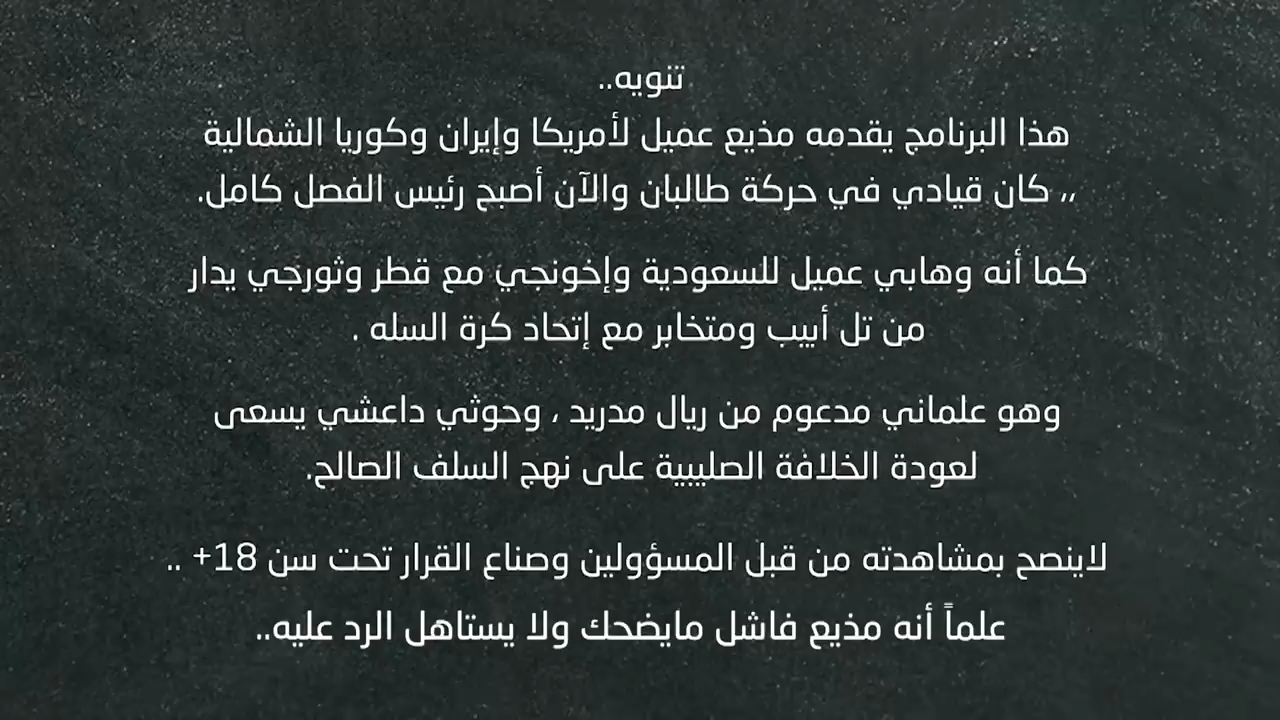 تنويه..
هذا البرنامج يقدمه مذيع عميل لأمريكا وإيران وكوريا الشمالية
،، كان قيادي في حركة طالبان والآن أصبح رئيس الفصل كامل.
كما أنه وهابي عميل للسعودية وإخونجي مع قطر وثورجي يدار
من تل أبيب ومتخابر مع إتحاد كرة السله .
وهو علماني مدعوم من ريال مدريد ، وحوثي داعشي يسعى
لعودة الخلافة الصليبية على نهج السلف الصالح.
لاينصح بمشاهدته من قبل المسؤولين وصناع القرار تحت سن 18+ ..
علماً أنه مذيع فاشل مايضحك ولا يستاهل الرد عليه..